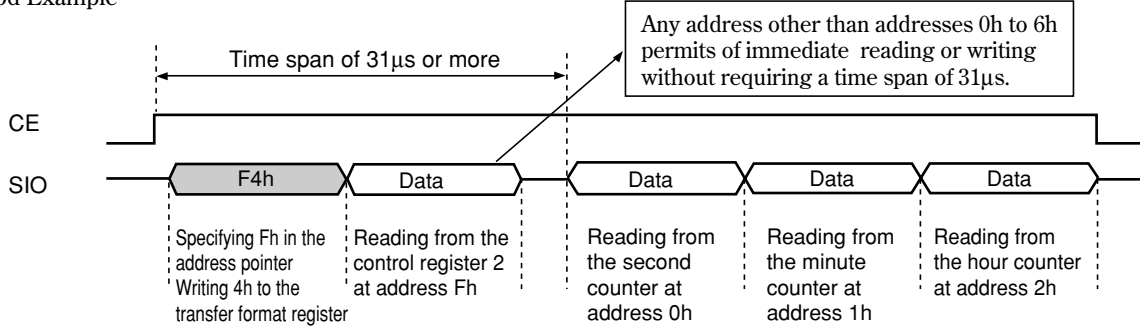 od Example
Any address other than addresses 0h to 6h
permits of immediate reading or writing
without requiring a time span of 31μs.
Time span of 31μs or more
CE
SIO
F4h
Data
Data
Data
Data
Specifying Fh in the
address pointer
Writing 4h to the
transfer format register
Reading from the
control register 2
at address Fh
Reading from
the second
counter at
address 0h
Reading from
the minute
counter at
address 1h
Reading from
the hour counter
at address 2h